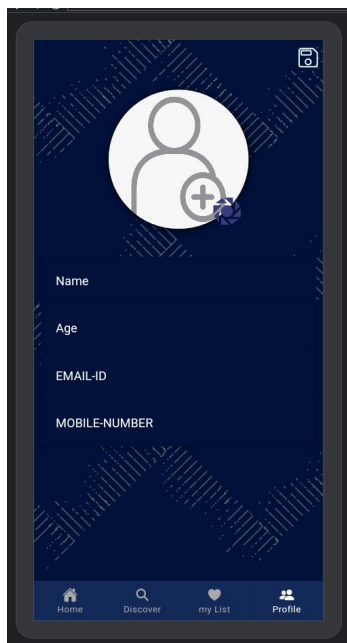 Name
Age
EMAIL-ID
MOBILE-NUMBER
Home Discover my List Profile